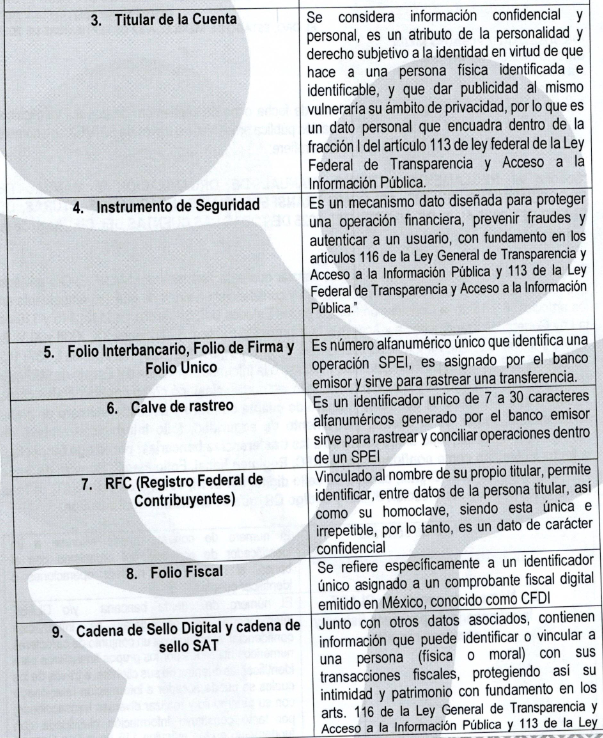 3. Titular de la Cuenta
Se considera información confidencial y
personal, es un atributo de la personalidad y
derecho subjetivo a la identidad en virtud de que
hace a una persona física identificada e
identificable, y que dar publicidad al mismo
vulneraría su ámbito de privacidad, por lo que es
un dato personal que encuadra dentro de la
fracción I del artículo 113 de ley federal de la Ley
Federal de Transparencia y Acceso a la
Información Pública.
4. Instrumento de Seguridad
Es un mecanismo dato diseñada para proteger
una operación financiera, prevenir fraudes y
autenticar a un usuario, con fundamento en los
artículos 116 de la Ley General de Transparencia y
Acceso a la Información Pública y 113 de la Ley
Federal de Transparencia y Acceso a la Información
Pública."
5. Folio Interbancario, Folio de Firma y
Folio Unico
Es número alfanumérico único que identifica una
operación SPEI, es asignado por el banco
emisor y sirve para rastrear una transferencia.
6. Calve de rastreo
Es un identificador unico de 7 a 30 caracteres
alfanuméricos generado por el banco emisor
sirve para rastrear y conciliar operaciones dentro
de un SPEI
7. RFC (Registro Federal de
Contribuyentes)
Vinculado al nombre de su propio titular, permite
identificar, entre datos de la persona titular, así
como su homoclave, siendo esta única e
irrepetible, por lo tanto, es un dato de carácter
confidencial
8. Folio Fiscal
Se refiere específicamente a un identificador
único asignado a un comprobante fiscal digital
emitido en México, conocido como CFDI
9. Cadena de Sello Digital y cadena de
sello SAT
Junto con otros datos asociados, contienen
información que puede identificar o vincular a
una persona (física o moral) con sus
transacciones fiscales, protegiendo así su
intimidad y patrimonio con fundamento en los
arts. 116 de la Ley General de Transparencia y
Acceso a la Información Pública y 113 de la Ley